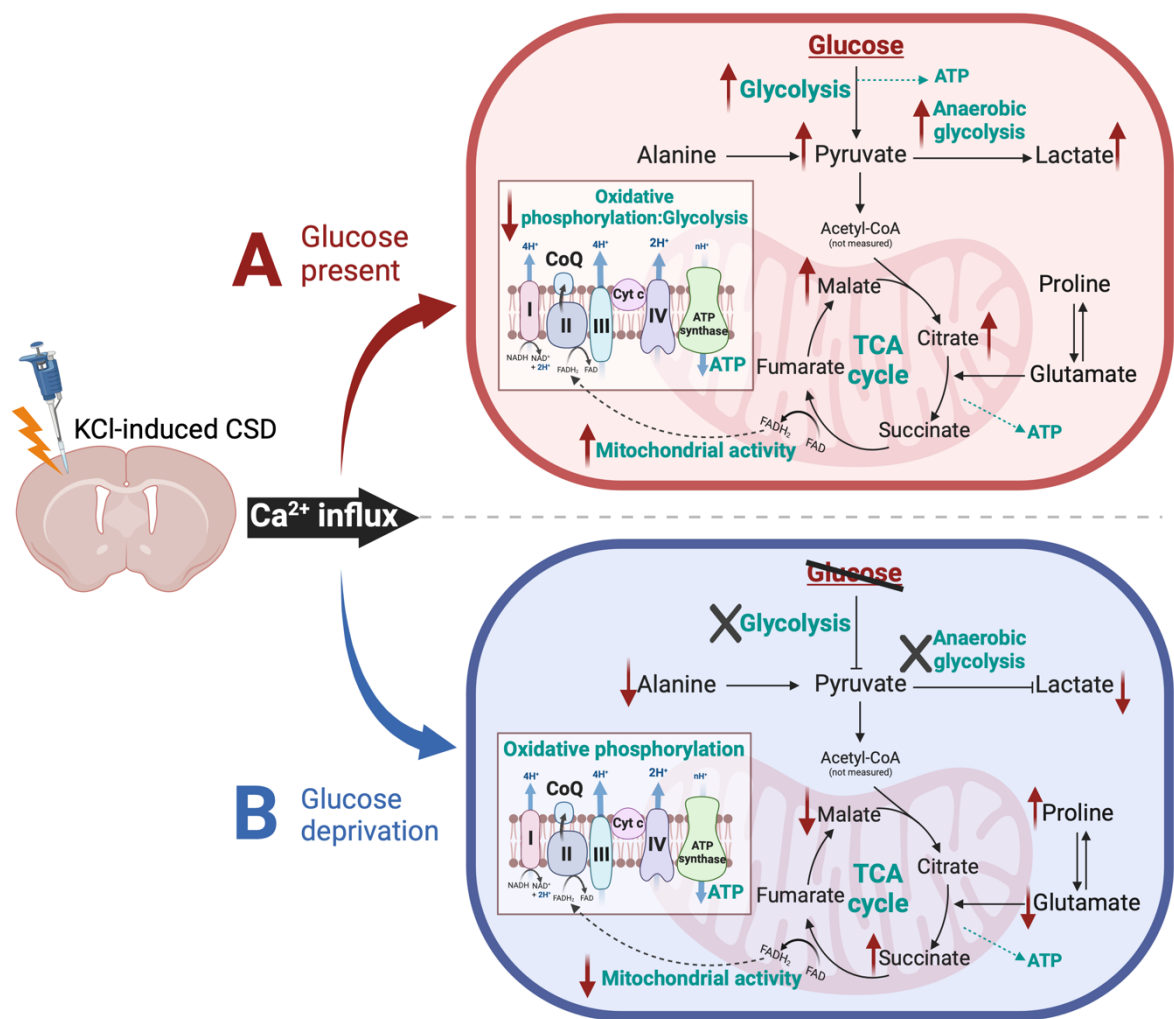 KCl-induced CSD
Ca²⁺ influx
A
Glucose
present
Glucose
Glycolysis
ATP
Anaerobic
glycolysis
Alanine
Pyruvate
Lactate
Oxidative
phosphorylation:Glycolysis
4H⁺
CoQ
4H⁺
2H⁺
nH⁺
I
II
III
Cyt c
IV
ATP
synthase
NADH
NAD⁺
+ 2H⁺
FADH₂
FAD
ATP
Acetyl-CoA
(not measured)
Malate
Citrate
Proline
TCA
cycle
Fumarate
Glutamate
Succinate
ATP
FADH₂
FAD
Mitochondrial activity
B
Glucose
deprivation
Glucose
Glycolysis
Anaerobic
glycolysis
Alanine
Pyruvate
Lactate
Oxidative phosphorylation
4H⁺
CoQ
4H⁺
2H⁺
nH⁺
I
II
III
Cyt c
IV
ATP
synthase
NADH
NAD⁺
+ 2H⁺
FADH₂
FAD
ATP
Acetyl-CoA
(not measured)
Malate
Citrate
Proline
TCA
cycle
Fumarate
Glutamate
Succinate
ATP
FADH₂
FAD
Mitochondrial activity